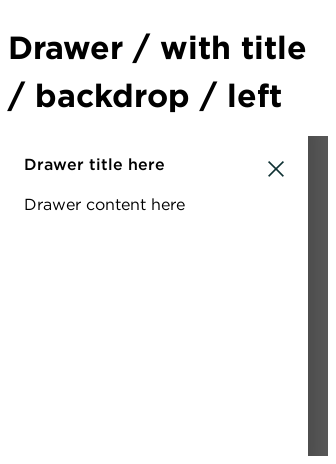 Drawer / with title
/ backdrop / left
Drawer title here
Drawer content here